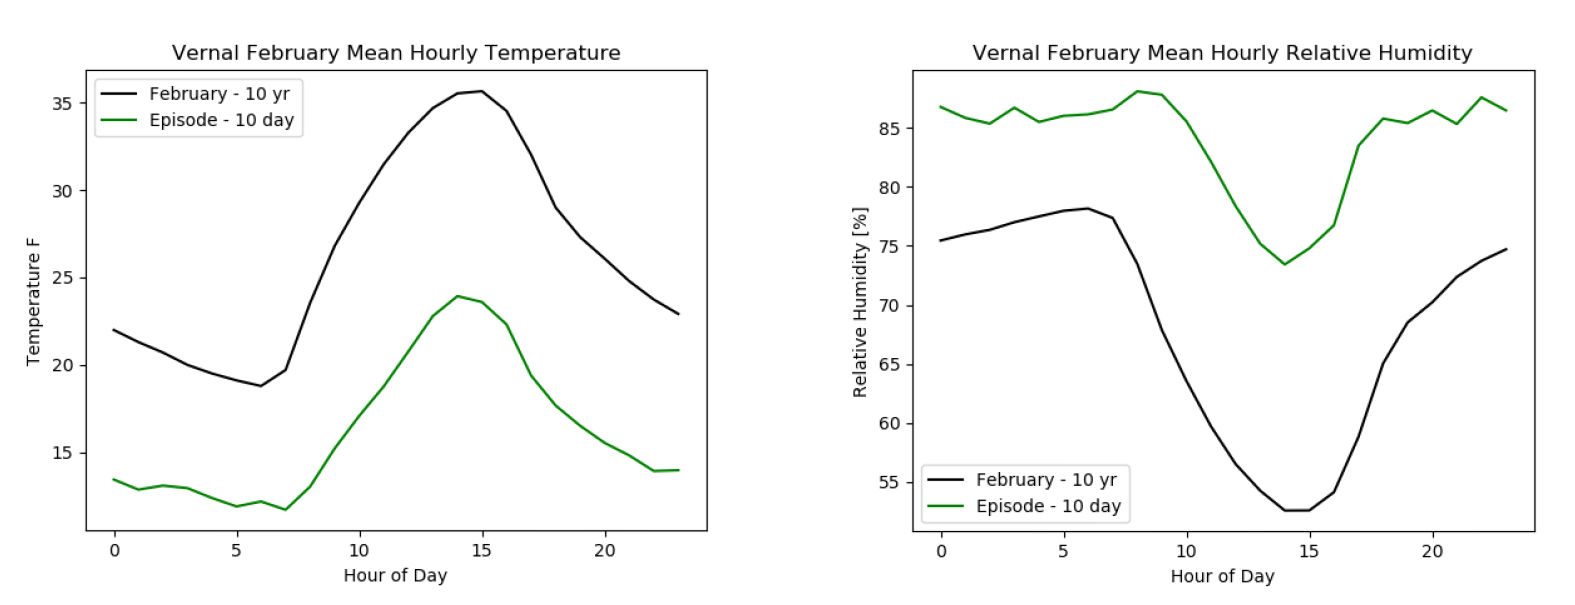 Vernal February Mean Hourly Temperature
February - 10 yr
Episode - 10 day
35
30
25
20
15
Temperature F
0 5 10 15 20
Hour of Day
Vernal February Mean Hourly Relative Humidity
85
80
75
70
65
60
55
Relative Humidity [%]
February - 10 yr
Episode - 10 day
0 5 10 15 20
Hour of Day